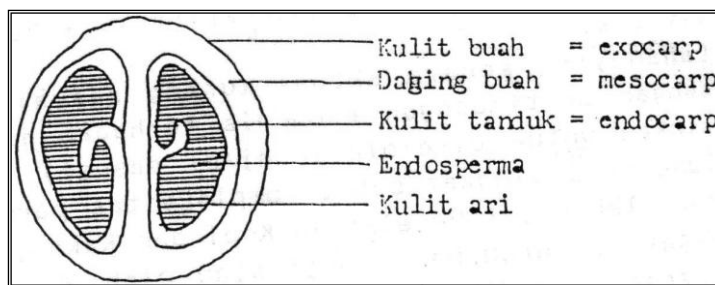 Kulit buah = exocarp
Daging buah = mesocarp
Kulit tanduk = endocarp
Endosperma
Kulit ari